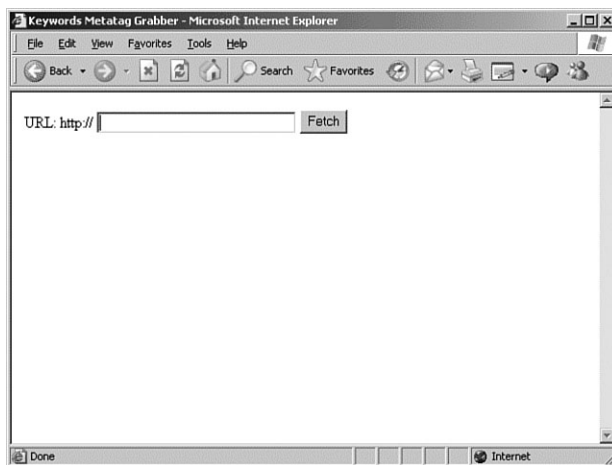 Keywords Metatag Grabber - Microsoft Internet Explorer
File Edit View Favorites Tools Help
Back Search Favorites
URL: http:// Fetch
Done Internet